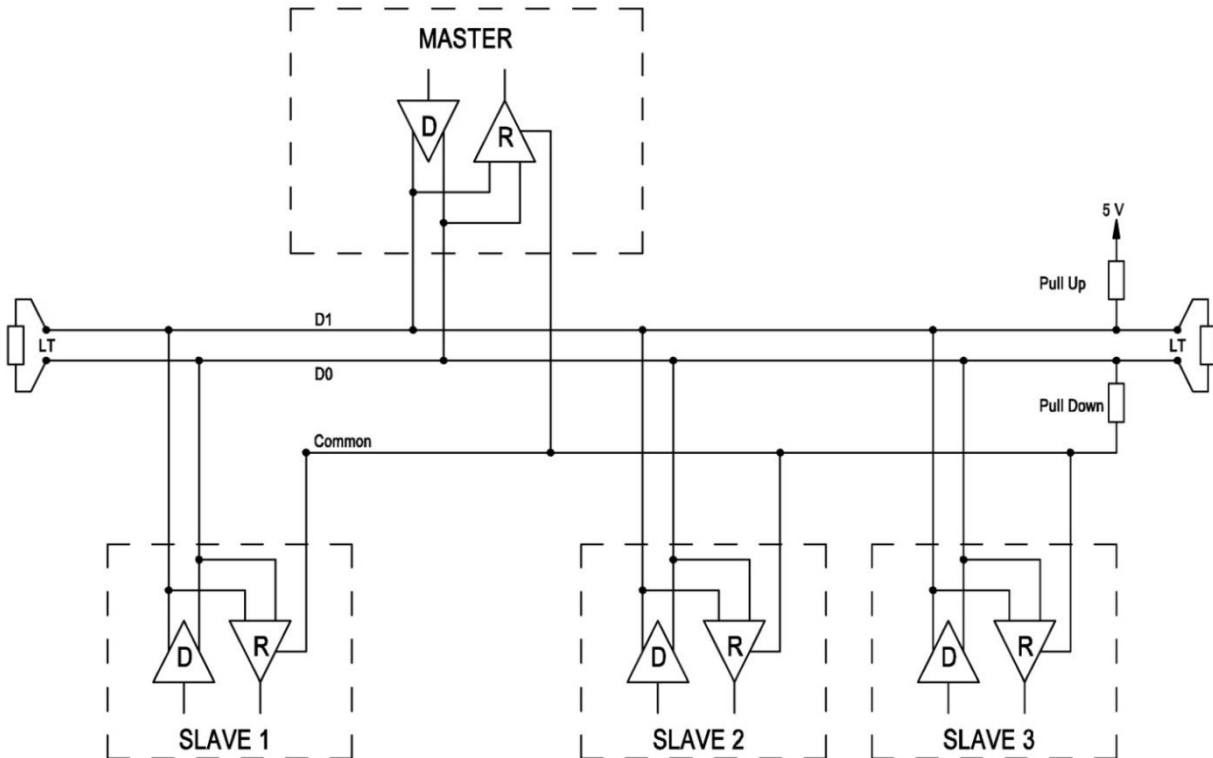 MASTER
D
R
5 V
Pull Up
D1
LT
LT
D0
Pull Down
Common
D
R
D
R
D
R
SLAVE 1
SLAVE 2
SLAVE 3